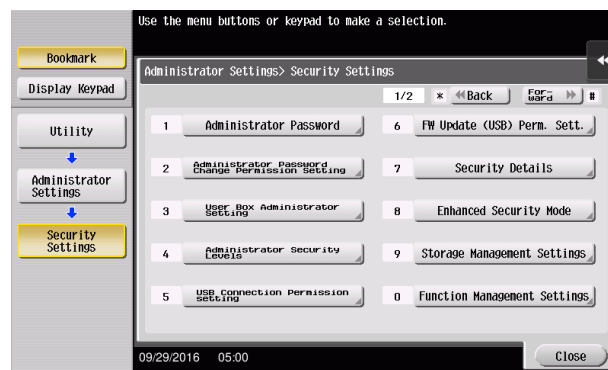 Use the menu buttons or keypad to make a selection.
Bookmark
Display Keypad
Utility
Administrator
Settings
Security
Settings
Administrator Settings> Security Settings
1/2 * Back For-
ward #
1 Administrator Password
2 Administrator Password
Change Permission Setting
3 User Box Administrator
Setting
4 Administrator Security
Levels
5 USB Connection Permission
setting
6 FW Update (USB) Perm. Sett.
7 Security Details
8 Enhanced Security Mode
9 Storage Management Settings
0 Function Management Settings
09/29/2016 05:00
Close